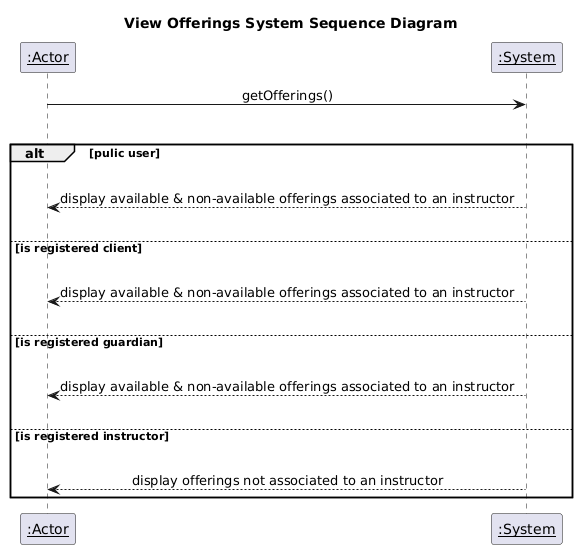 View Offerings System Sequence Diagram
:Actor
:System
getOfferings()
alt
[pulic user]
display available & non-available offerings associated to an instructor
[is registered client]
display available & non-available offerings associated to an instructor
[is registered guardian]
display available & non-available offerings associated to an instructor
[is registered instructor]
display offerings not associated to an instructor
:Actor
:System